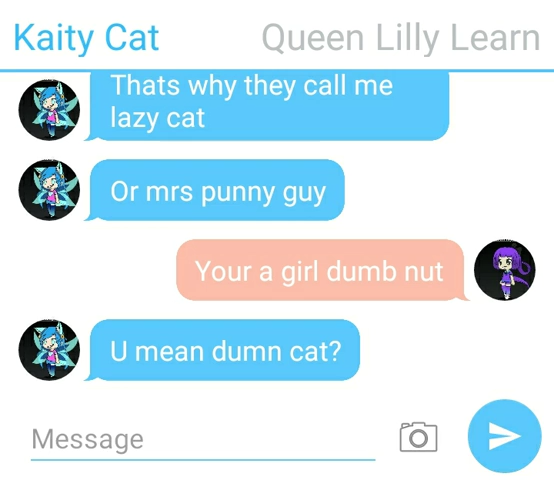 Kaity Cat
Queen Lilly Learn
Thats why they call me
lazy cat
Or mrs punny guy
Your a girl dumb nut
U mean dumn cat?
Message